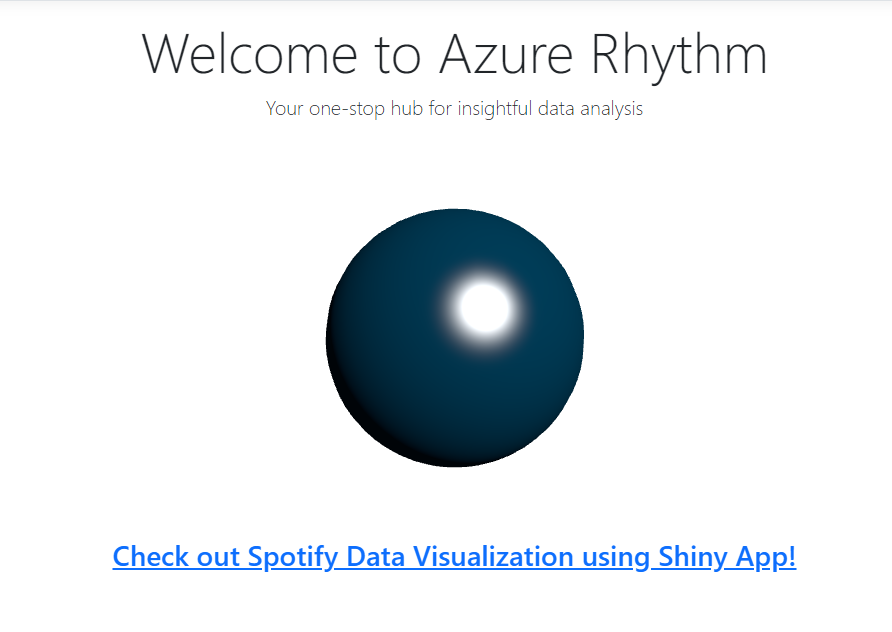 Welcome to Azure Rhythm
Your one-stop hub for insightful data analysis
Check out Spotify Data Visualization using Shiny App!